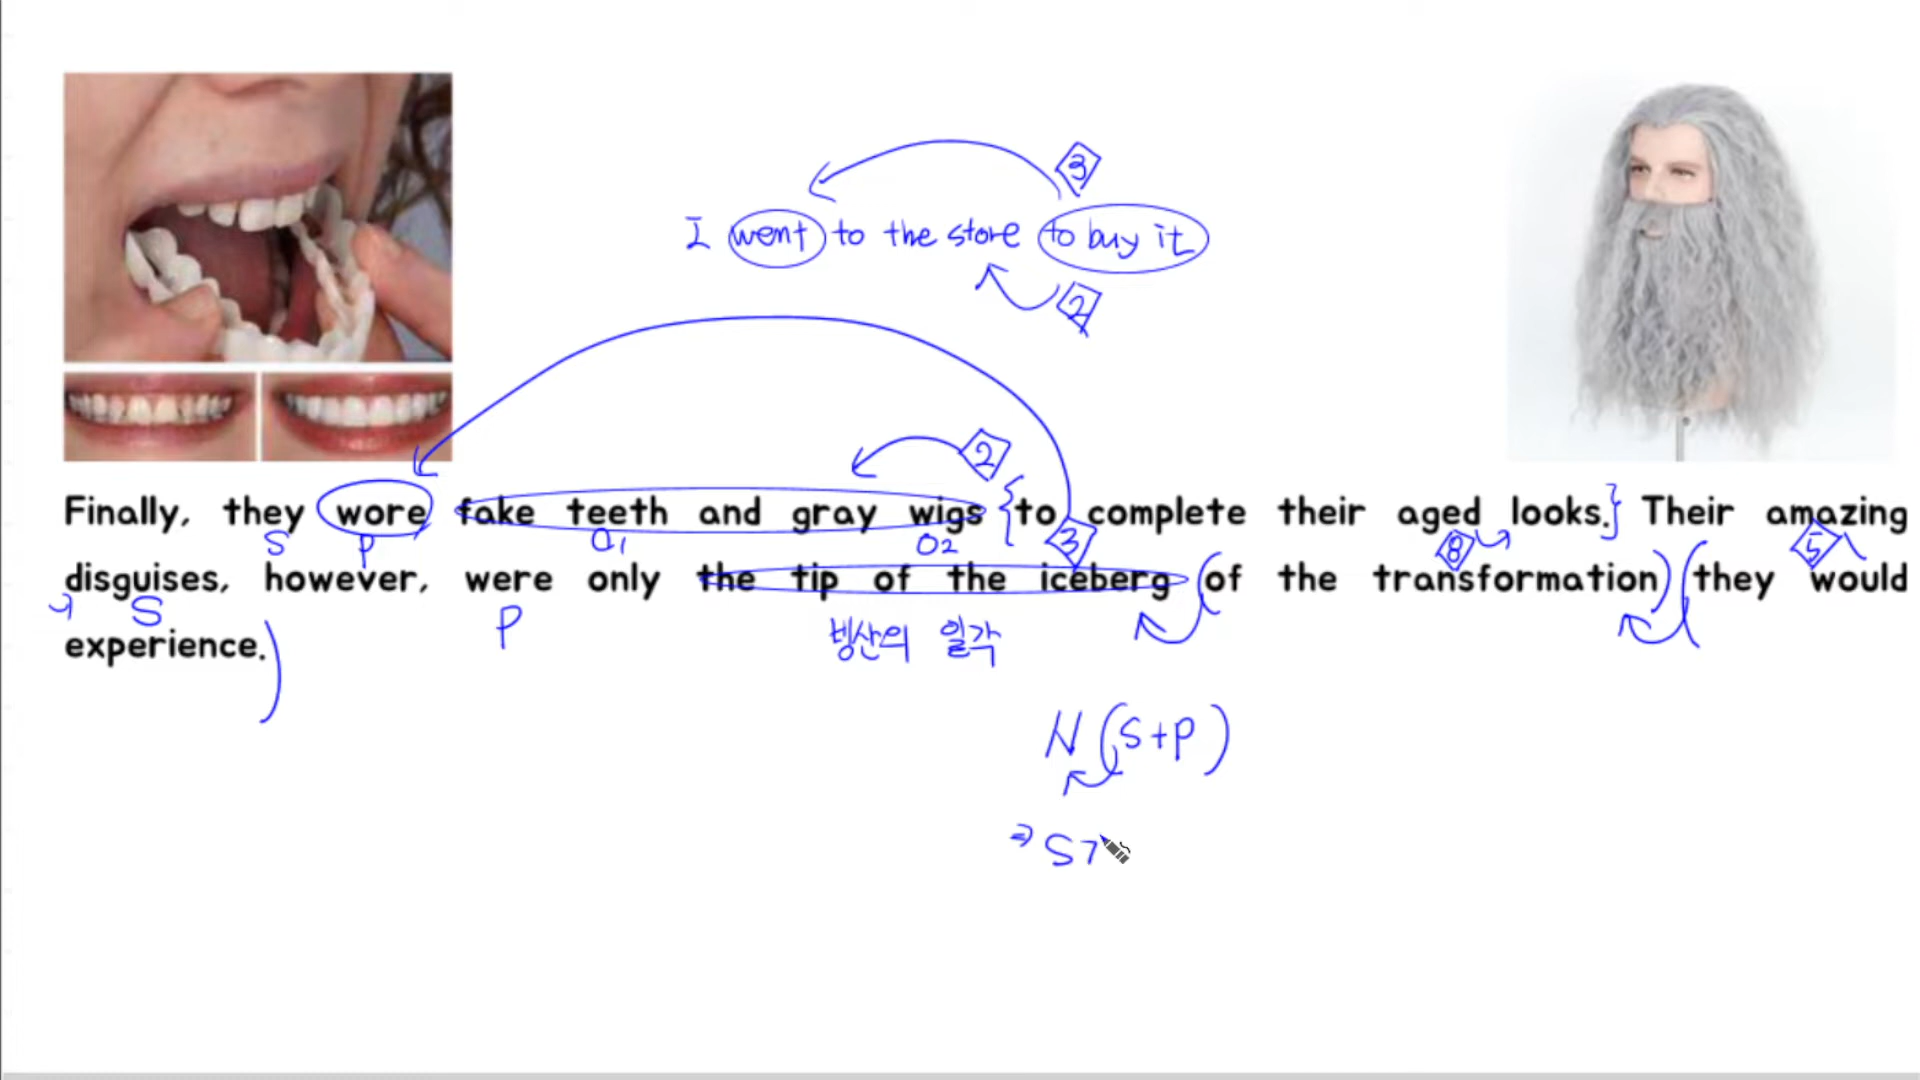 3
I went to the store to buy it
2
2
Finally, they wore fake teeth and gray wigs {to complete their aged looks.} Their amazing
S P O1 O2 3 8 5
disguises, however, were only the tip of the iceberg (of the transformation) (they would
S P 빙산의 일각
experience.)
N (S+P)
⇒ S